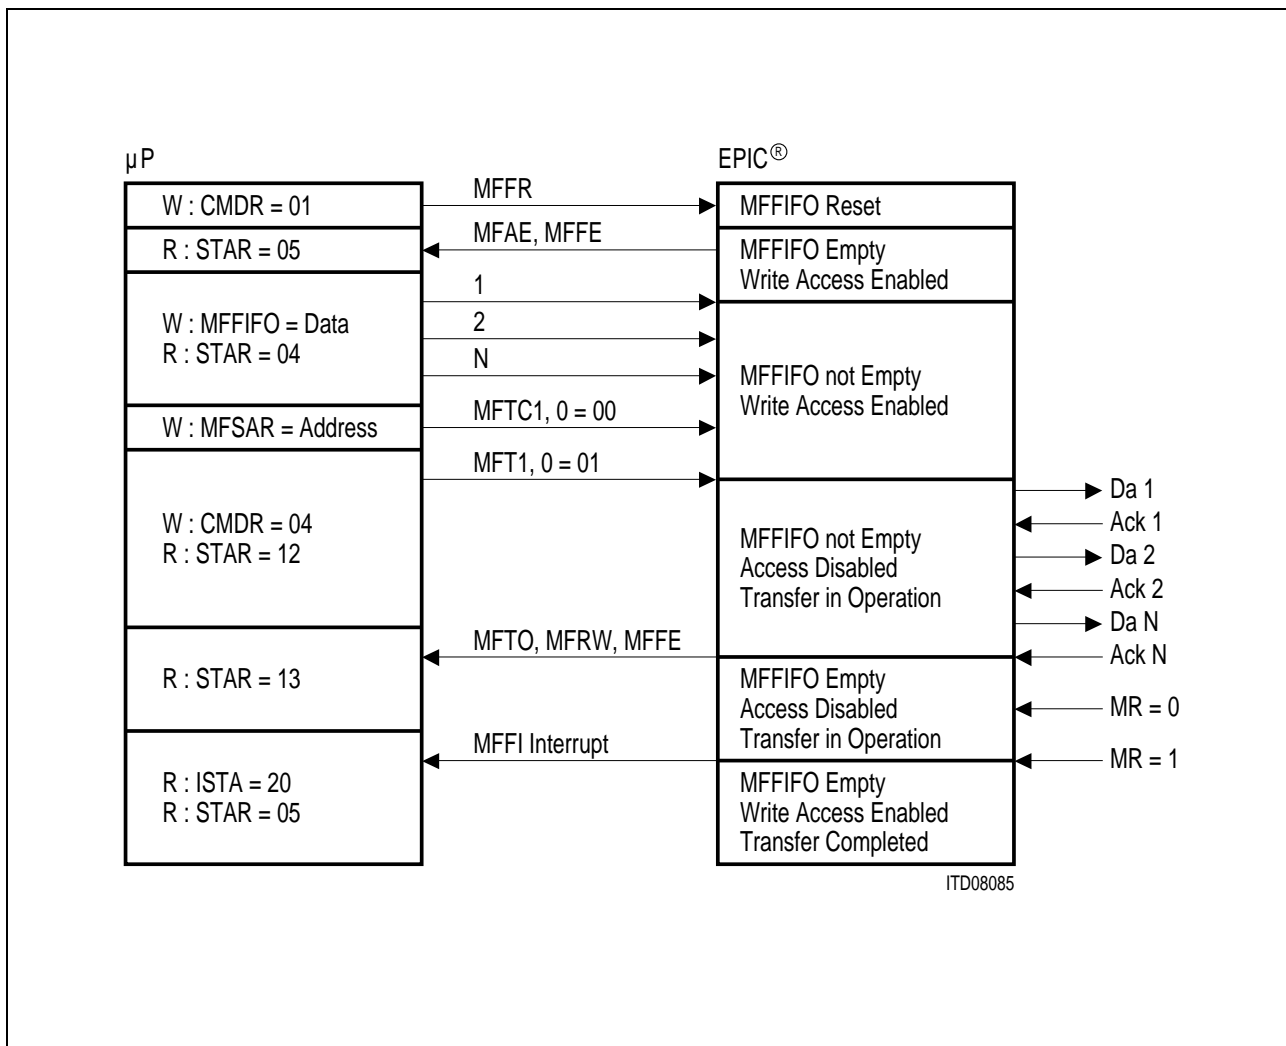 µP
EPIC®
W : CMDR = 01
MFFR
MFFIFO Reset
R : STAR = 05
MFAE, MFFE
MFFIFO Empty
Write Access Enabled
W : MFFIFO = Data
R : STAR = 04
1
2
N
MFFIFO not Empty
Write Access Enabled
W : MFSAR = Address
MFTC1, 0 = 00
MFT1, 0 = 01
W : CMDR = 04
R : STAR = 12
MFFIFO not Empty
Access Disabled
Transfer in Operation
Da 1
Ack 1
Da 2
Ack 2
Da N
Ack N
MFTO, MFRW, MFFE
R : STAR = 13
MFFIFO Empty
Access Disabled
Transfer in Operation
MR = 0
MR = 1
MFFI Interrupt
R : ISTA = 20
R : STAR = 05
MFFIFO Empty
Write Access Enabled
Transfer Completed
ITD08085